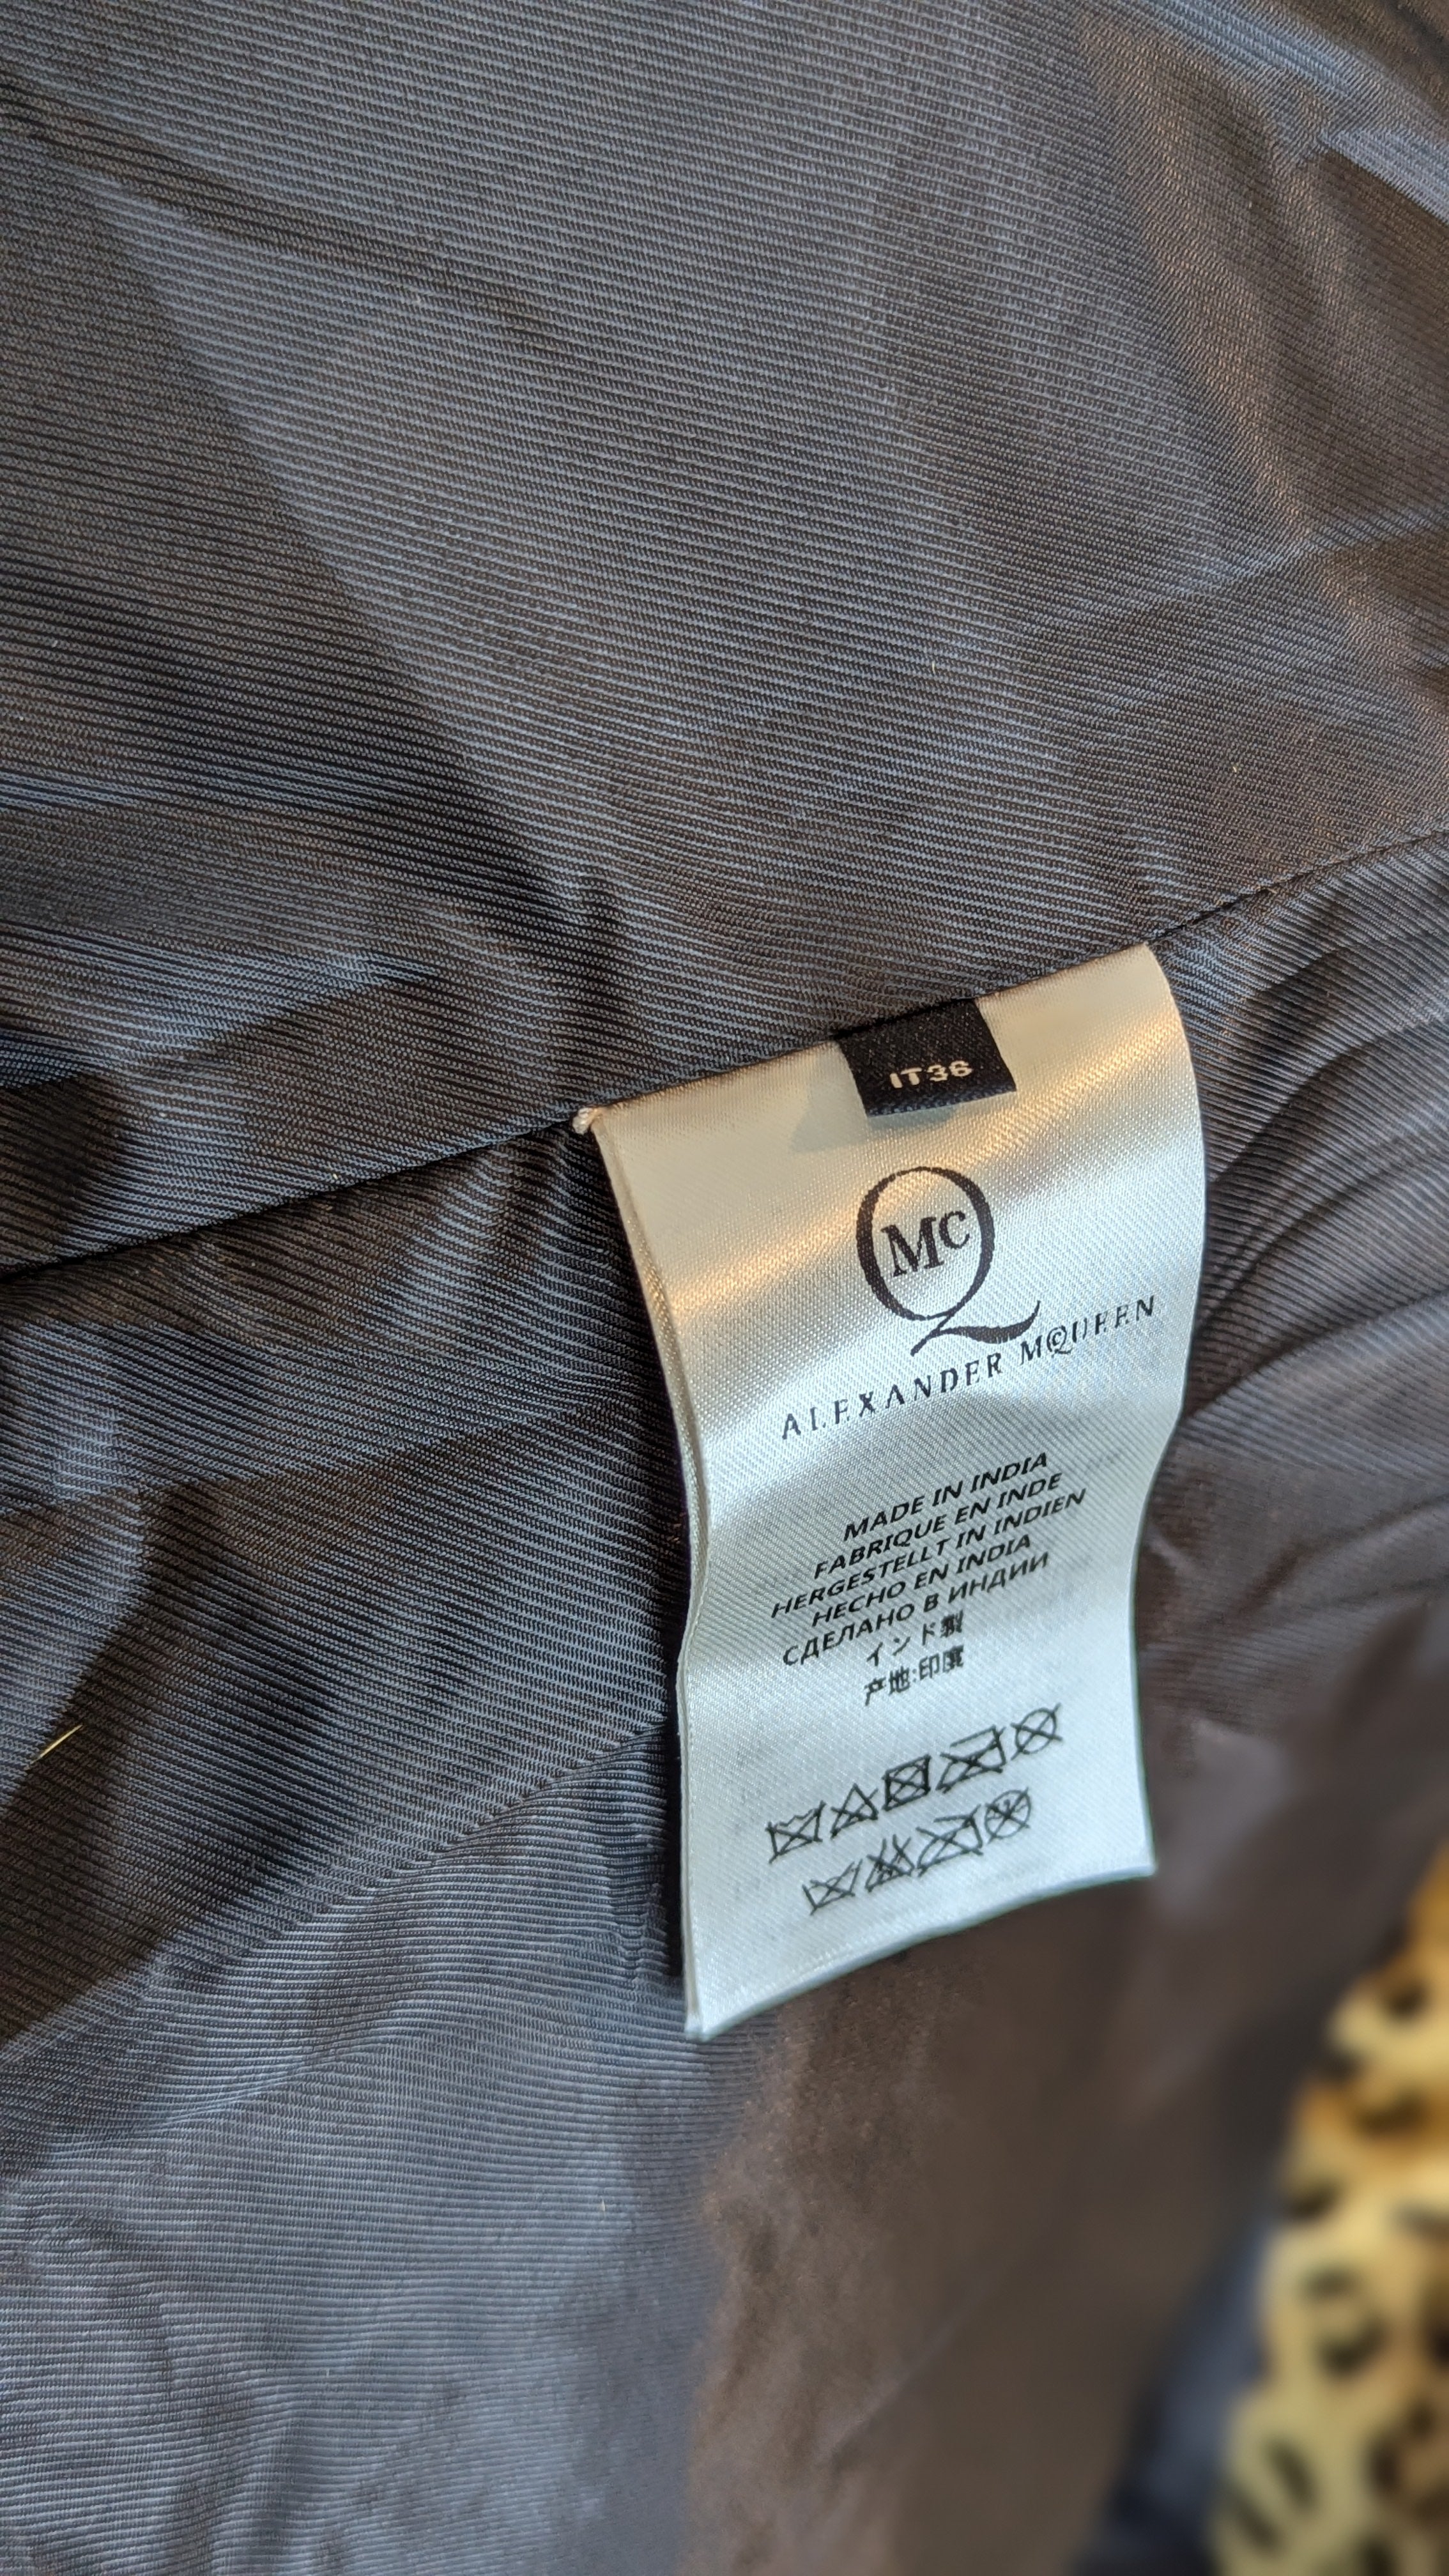 IT36
McQ
ALEXANDER MCQUEEN
MADE IN INDIA
FABRIQUE EN INDE
HERGESTELLT IN INDIEN
HECHO EN INDIA
СДЕЛАНО В ИНДИИ
インド製
产地:印度